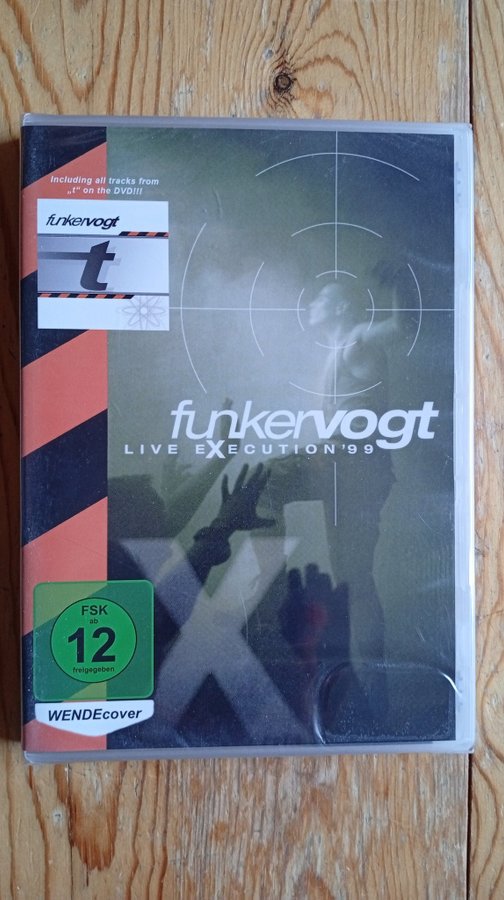 Including all tracks from
„t“ on the DVD!!!
funkervogt
t
funkervogt
LIVE EXECUTION'99
X
FSK
ab
12
freigegeben
WENDEcover